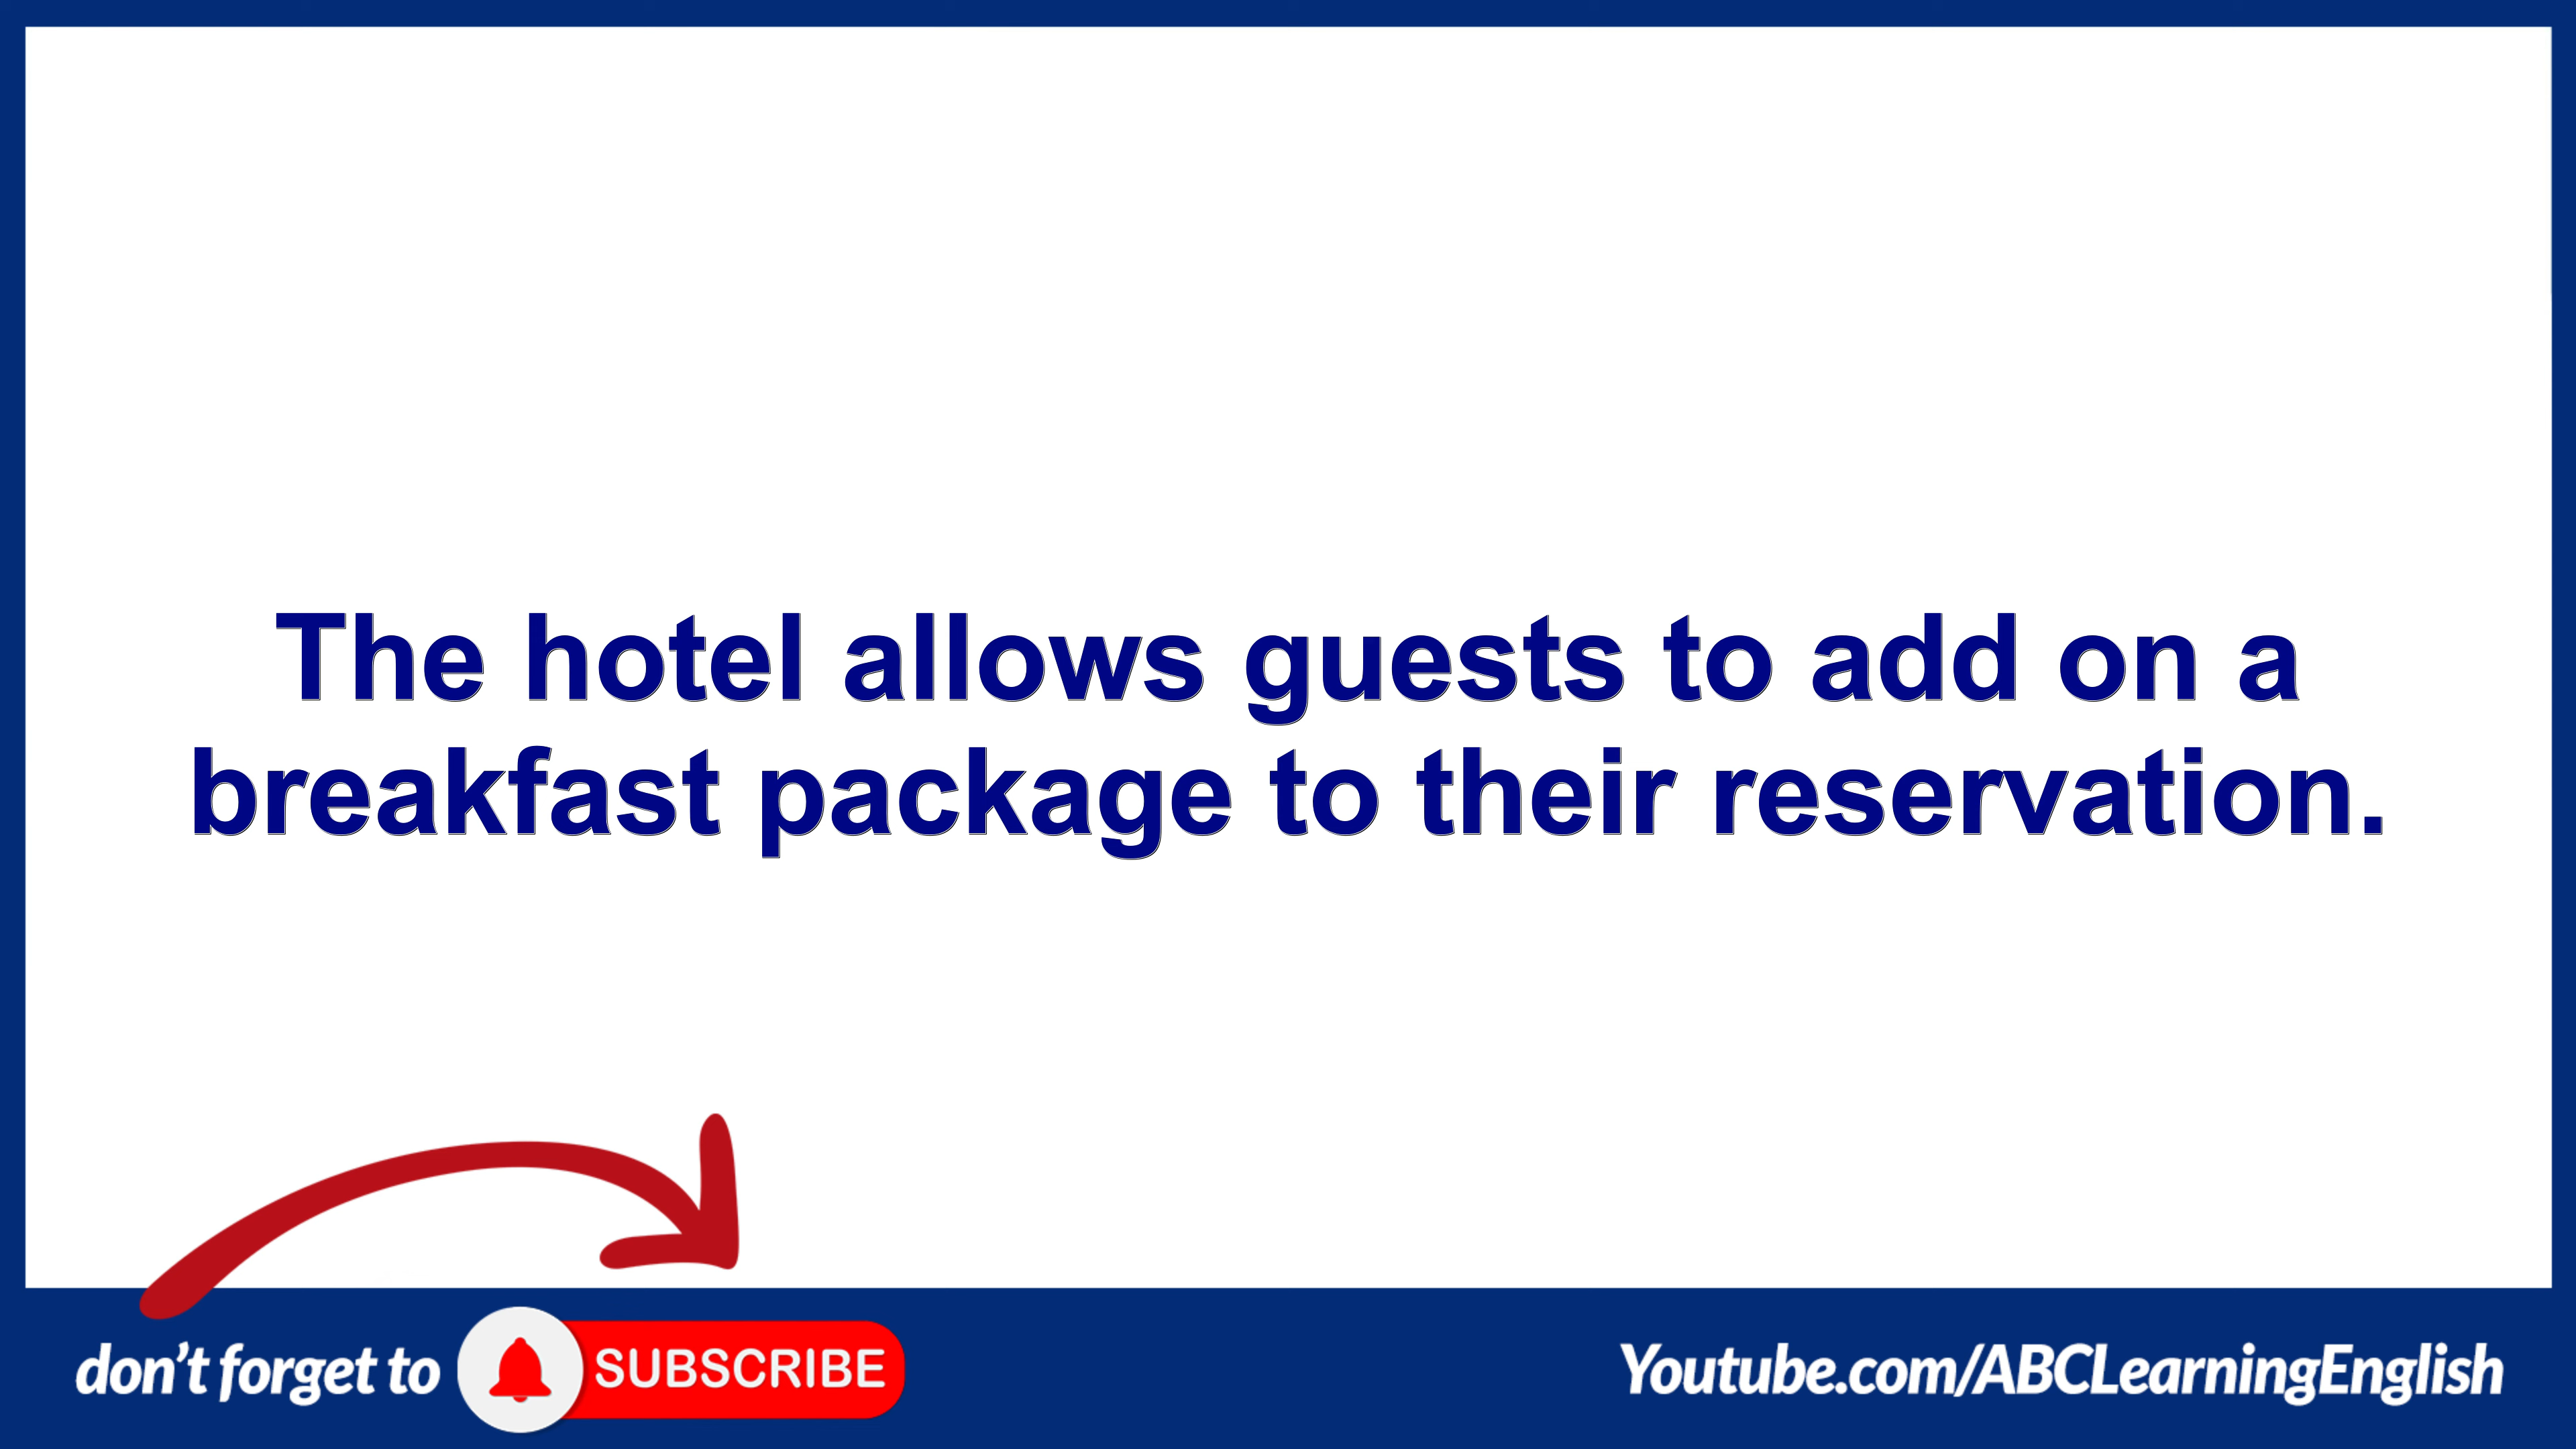 The hotel allows guests to add on a
breakfast package to their reservation.
don't forget to SUBSCRIBE
Youtube.com/ABCLearningEnglish